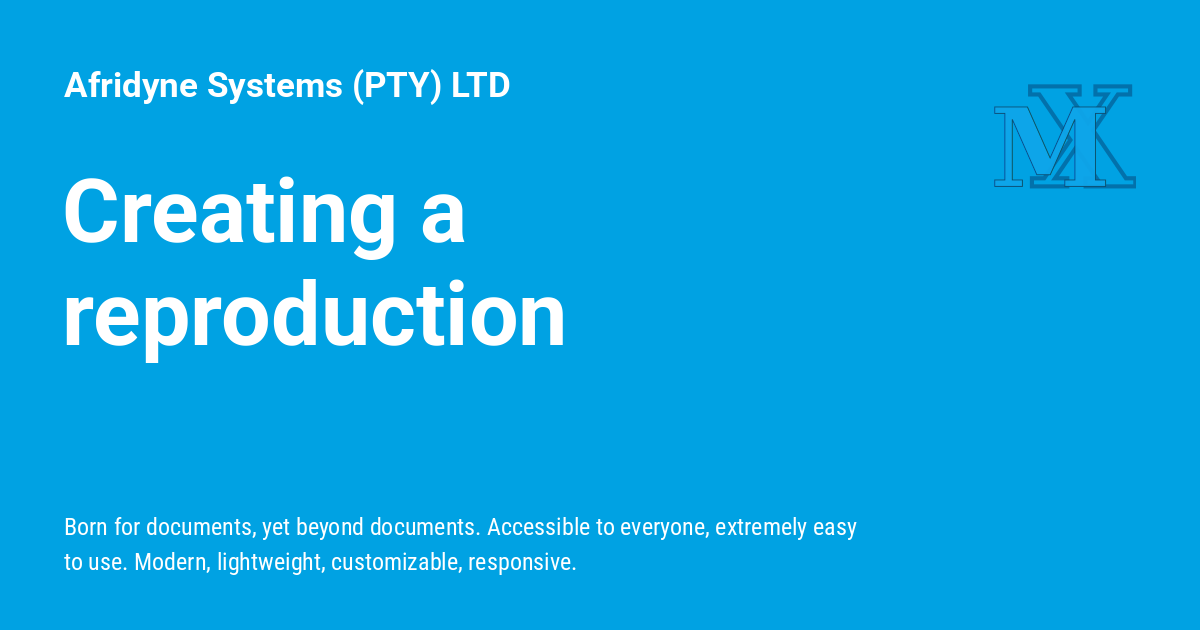 Afridyne Systems (PTY) LTD
MX
Creating a
reproduction
Born for documents, yet beyond documents. Accessible to everyone, extremely easy
to use. Modern, lightweight, customizable, responsive.